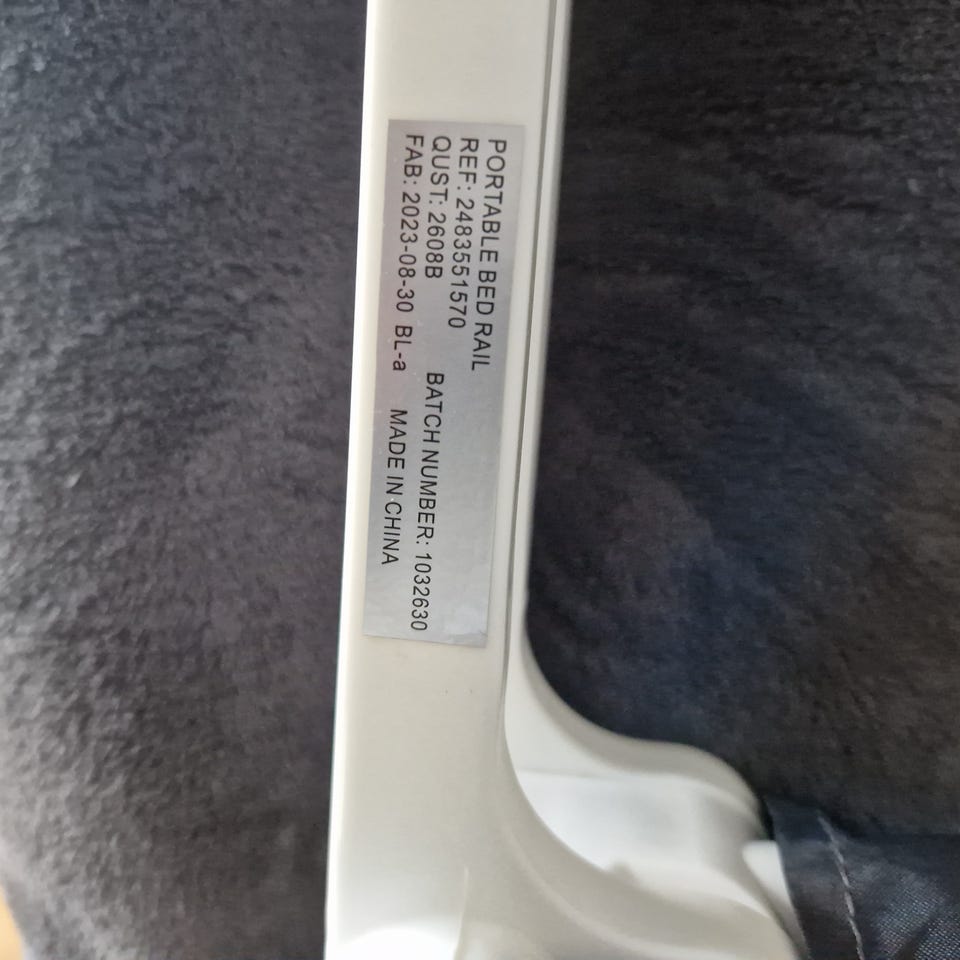 PORTABLE BED RAIL
REF: 2483551570
QUST: 2608B BATCH NUMBER: 1032630
FAB: 2023-08-30 BL-a MADE IN CHINA